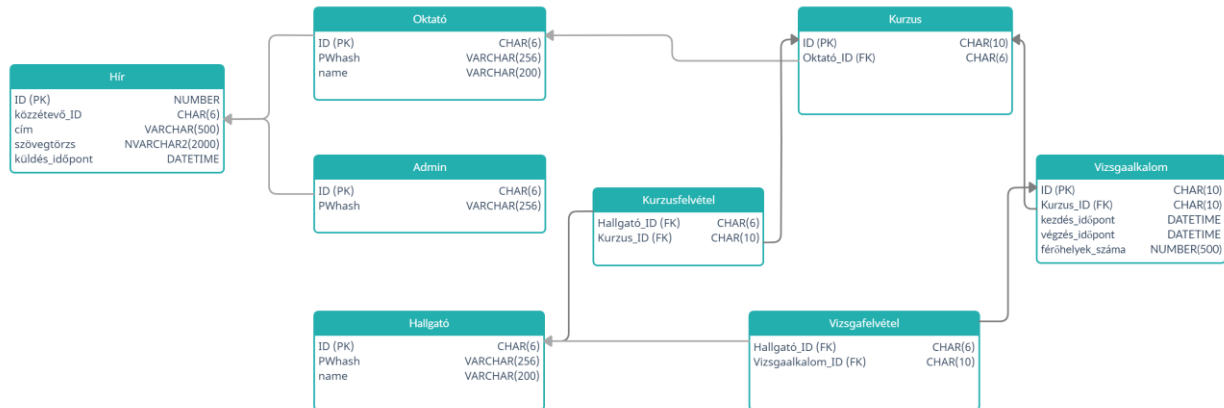 Hír
ID (PK) NUMBER
közzétevő_ID CHAR(6)
cím VARCHAR(500)
szövegtörzs NVARCHAR2(2000)
küldés_időpont DATETIME
Oktató
ID (PK) CHAR(6)
PWhash VARCHAR(256)
name VARCHAR(200)
Admin
ID (PK) CHAR(6)
PWhash VARCHAR(256)
Hallgató
ID (PK) CHAR(6)
PWhash VARCHAR(256)
name VARCHAR(200)
Kurzusfelvétel
Hallgató_ID (FK) CHAR(6)
Kurzus_ID (FK) CHAR(10)
Kurzus
ID (PK) CHAR(10)
Oktató_ID (FK) CHAR(6)
Vizsgafelvétel
Hallgató_ID (FK) CHAR(6)
Vizsgaalkalom_ID (FK) CHAR(10)
Vizsgaalkalom
ID (PK) CHAR(10)
Kurzus_ID (FK) CHAR(10)
kezdés_időpont DATETIME
végzés_időpont DATETIME
férőhelyek_száma NUMBER(500)